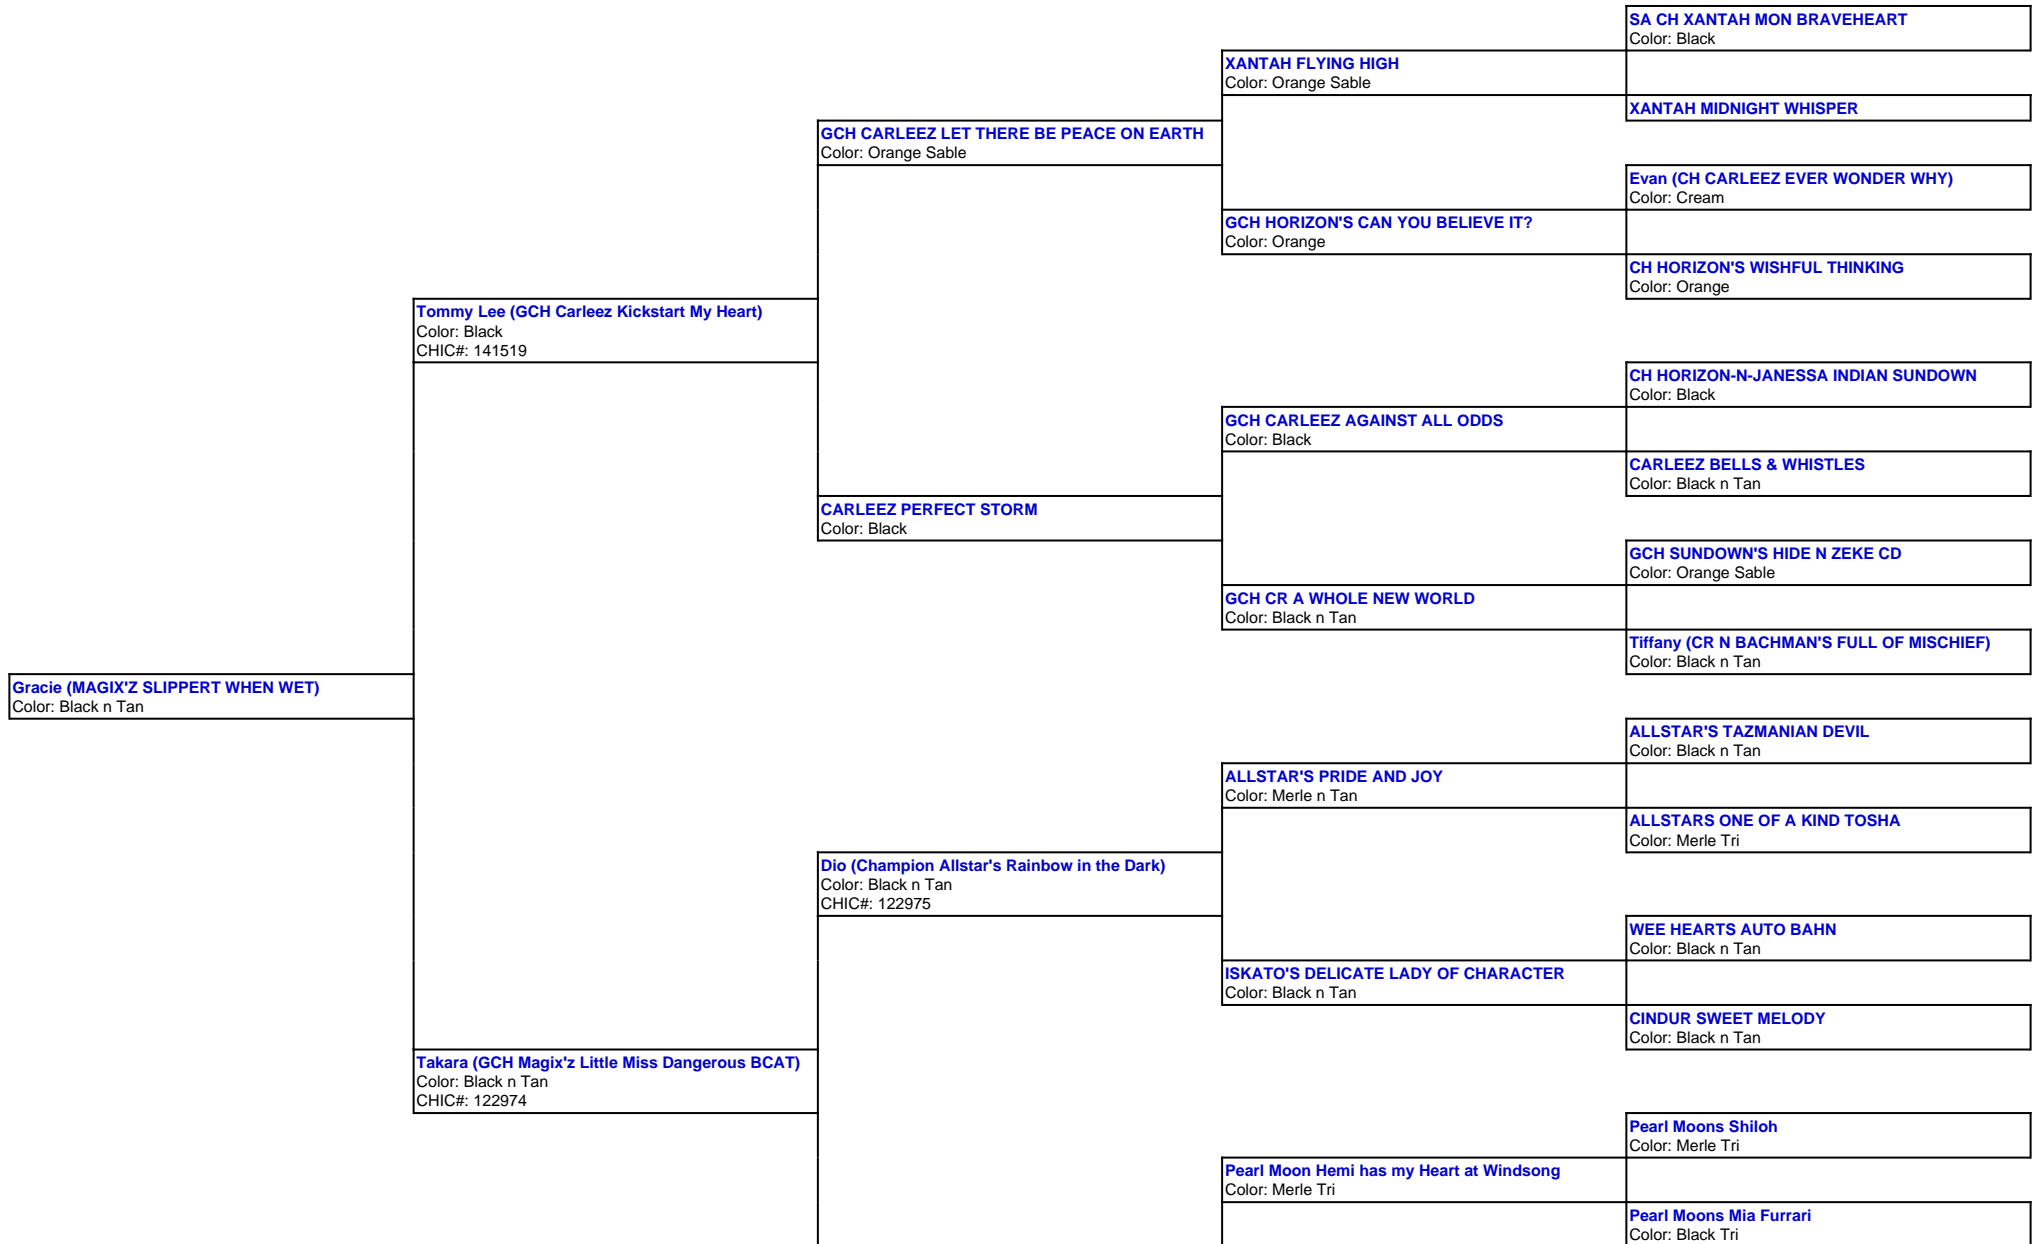 SA CH XANTAH MON BRAVEHEART
Color: Black
XANTAH FLYING HIGH
Color: Orange Sable
XANTAH MIDNIGHT WHISPER
GCH CARLEEZ LET THERE BE PEACE ON EARTH
Color: Orange Sable
Evan (CH CARLEEZ EVER WONDER WHY)
Color: Cream
GCH HORIZON'S CAN YOU BELIEVE IT?
Color: Orange
CH HORIZON'S WISHFUL THINKING
Color: Orange
Tommy Lee (GCH Carleez Kickstart My Heart)
Color: Black
CHIC#: 141519
CH HORIZON-N-JANESSA INDIAN SUNDOWN
Color: Black
GCH CARLEEZ AGAINST ALL ODDS
Color: Black
CARLEEZ BELLS & WHISTLES
Color: Black n Tan
CARLEEZ PERFECT STORM
Color: Black
GCH SUNDOWN'S HIDE N ZEKE CD
Color: Orange Sable
GCH CR A WHOLE NEW WORLD
Color: Black n Tan
Tiffany (CR N BACHMAN'S FULL OF MISCHIEF)
Color: Black n Tan
Gracie (MAGIX'Z SLIPPERT WHEN WET)
Color: Black n Tan
ALLSTAR'S TAZMANIAN DEVIL
Color: Black n Tan
ALLSTAR'S PRIDE AND JOY
Color: Merle n Tan
ALLSTARS ONE OF A KIND TOSHA
Color: Merle Tri
Dio (Champion Allstar's Rainbow in the Dark)
Color: Black n Tan
CHIC#: 122975
WEE HEARTS AUTO BAHN
Color: Black n Tan
ISKATO'S DELICATE LADY OF CHARACTER
Color: Black n Tan
CINDUR SWEET MELODY
Color: Black n Tan
Takara (GCH Magix'z Little Miss Dangerous BCAT)
Color: Black n Tan
CHIC#: 122974
Pearl Moons Shiloh
Color: Merle Tri
Pearl Moon Hemi has my Heart at Windsong
Color: Merle Tri
Pearl Moons Mia Furrari
Color: Black Tri